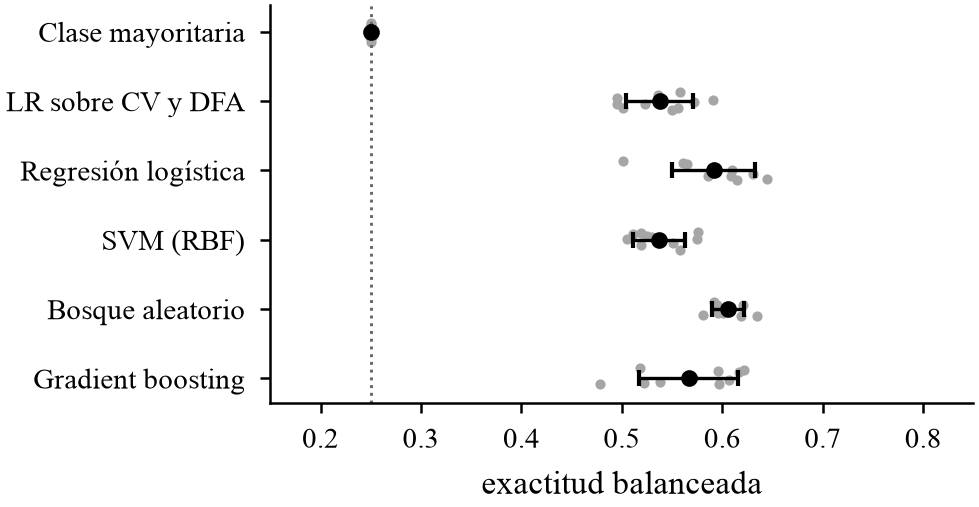 Clase mayoritaria
LR sobre CV y DFA
Regresión logística
SVM (RBF)
Bosque aleatorio
Gradient boosting
0.2 0.3 0.4 0.5 0.6 0.7 0.8
exactitud balanceada